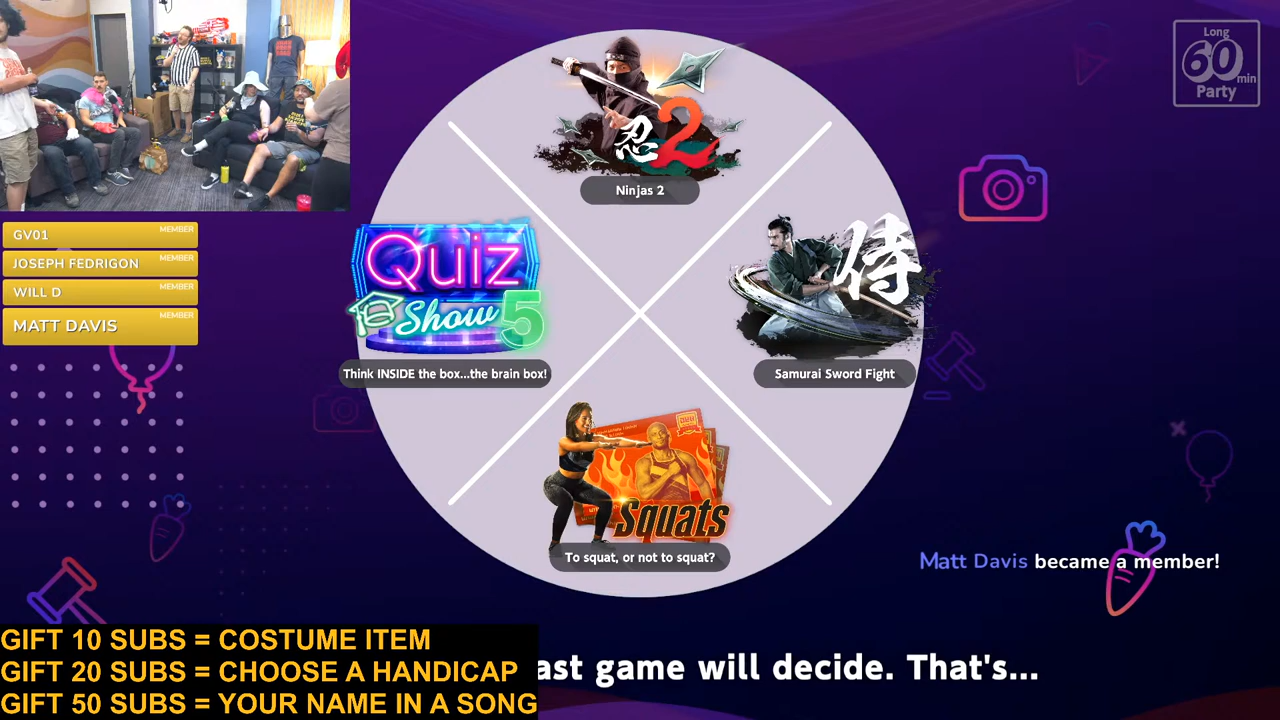 Long
60
min
Party
忍
2
Ninjas 2
GV01
MEMBER
JOSEPH FEDRIGON
MEMBER
WILL D
MEMBER
MATT DAVIS
MEMBER
Quiz
Show 5
Think INSIDE the box...the brain box!
侍
Samurai Sword Fight
Squats
To squat, or not to squat?
Matt Davis became a member!
GIFT 10 SUBS = COSTUME ITEM
GIFT 20 SUBS = CHOOSE A HANDICAP
GIFT 50 SUBS = YOUR NAME IN A SONG
ast game will decide. That's...